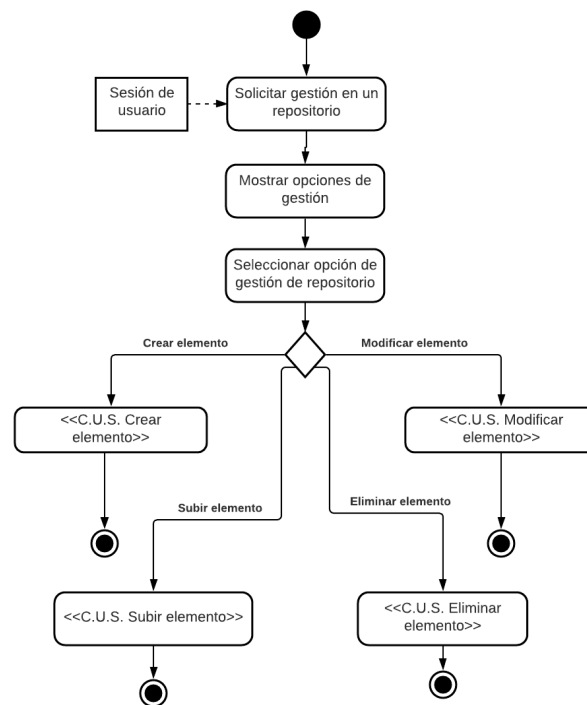 Sesión de
usuario
Solicitar gestión en un
repositorio
Mostrar opciones de
gestión
Seleccionar opción de
gestión de repositorio
Crear elemento
Modificar elemento
<<C.U.S. Crear
elemento>>
<<C.U.S. Modificar
elemento>>
Subir elemento
Eliminar elemento
<<C.U.S. Subir elemento>>
<<C.U.S. Eliminar
elemento>>